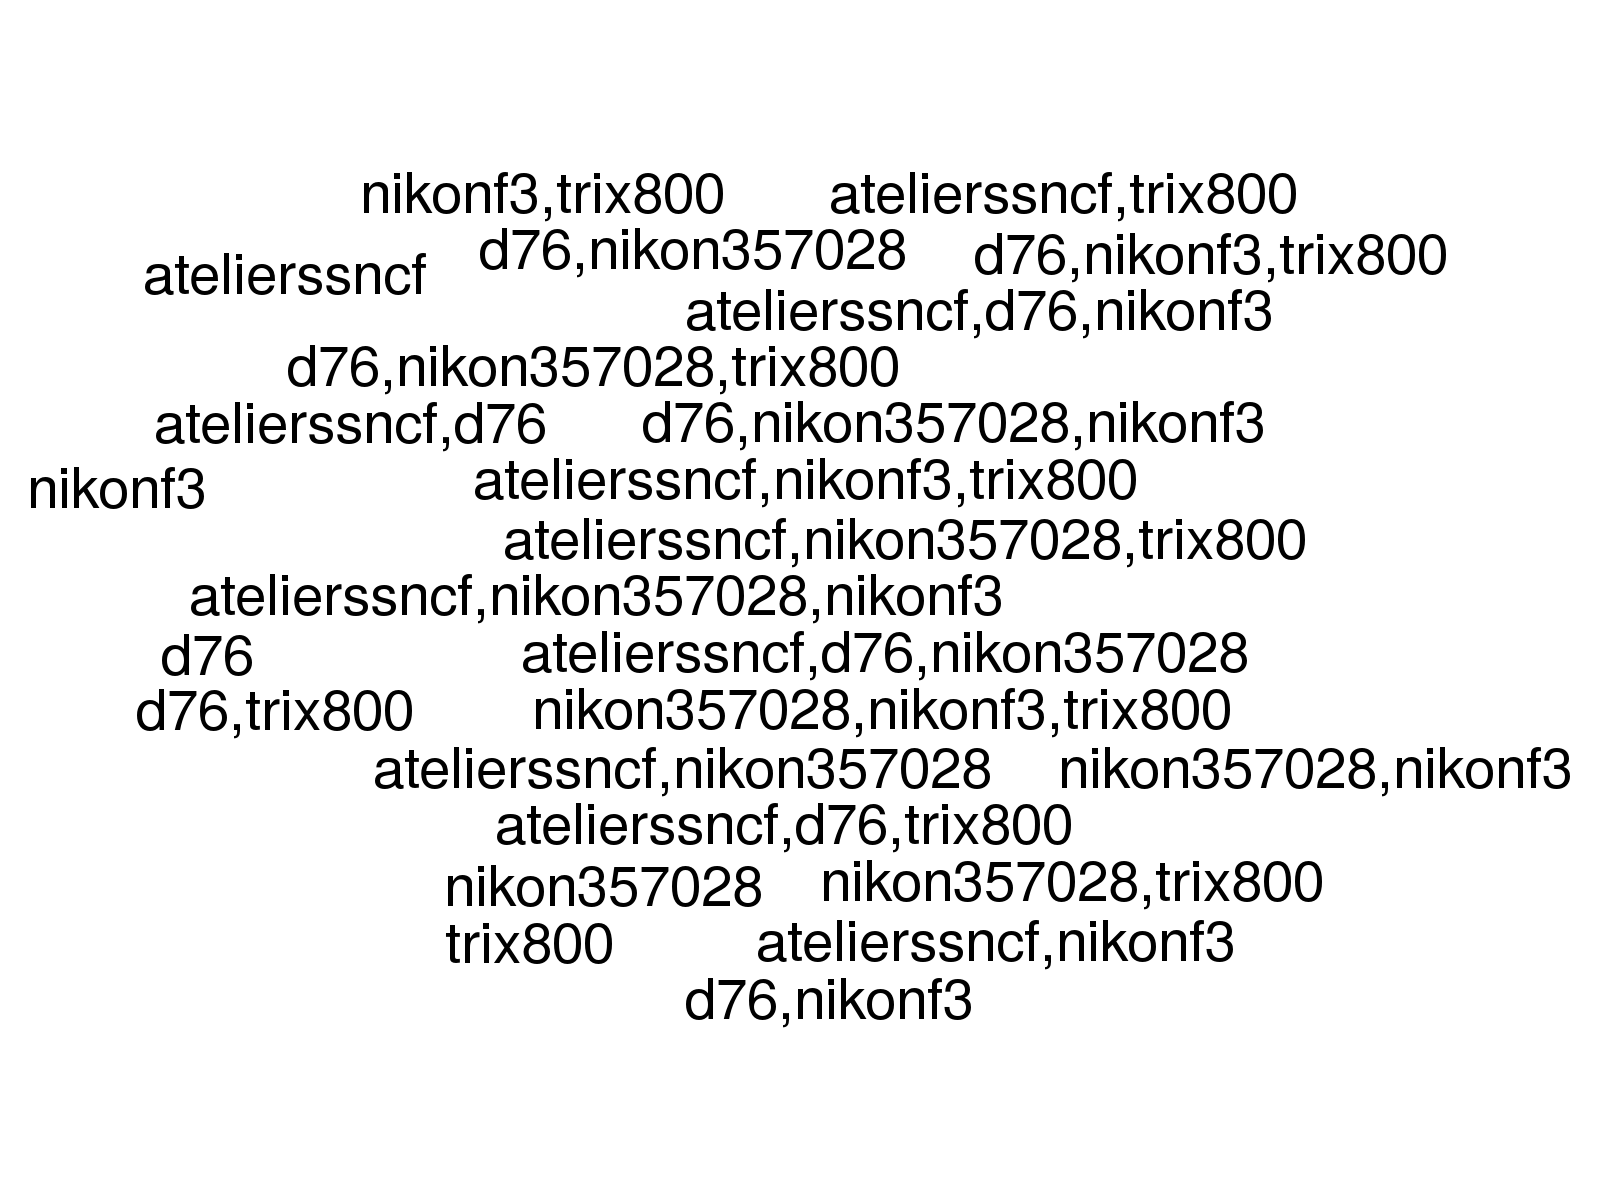 nikonf3,trix800 atelierssncf,trix800
atelierssncf d76,nikon357028 d76,nikonf3,trix800
atelierssncf,d76,nikonf3
d76,nikon357028,trix800
atelierssncf,d76 d76,nikon357028,nikonf3
nikonf3 atelierssncf,nikonf3,trix800
atelierssncf,nikon357028,trix800
atelierssncf,nikon357028,nikonf3
d76 atelierssncf,d76,nikon357028
d76,trix800 nikon357028,nikonf3,trix800
atelierssncf,nikon357028 nikon357028,nikonf3
atelierssncf,d76,trix800
nikon357028 nikon357028,trix800
trix800 atelierssncf,nikonf3
d76,nikonf3